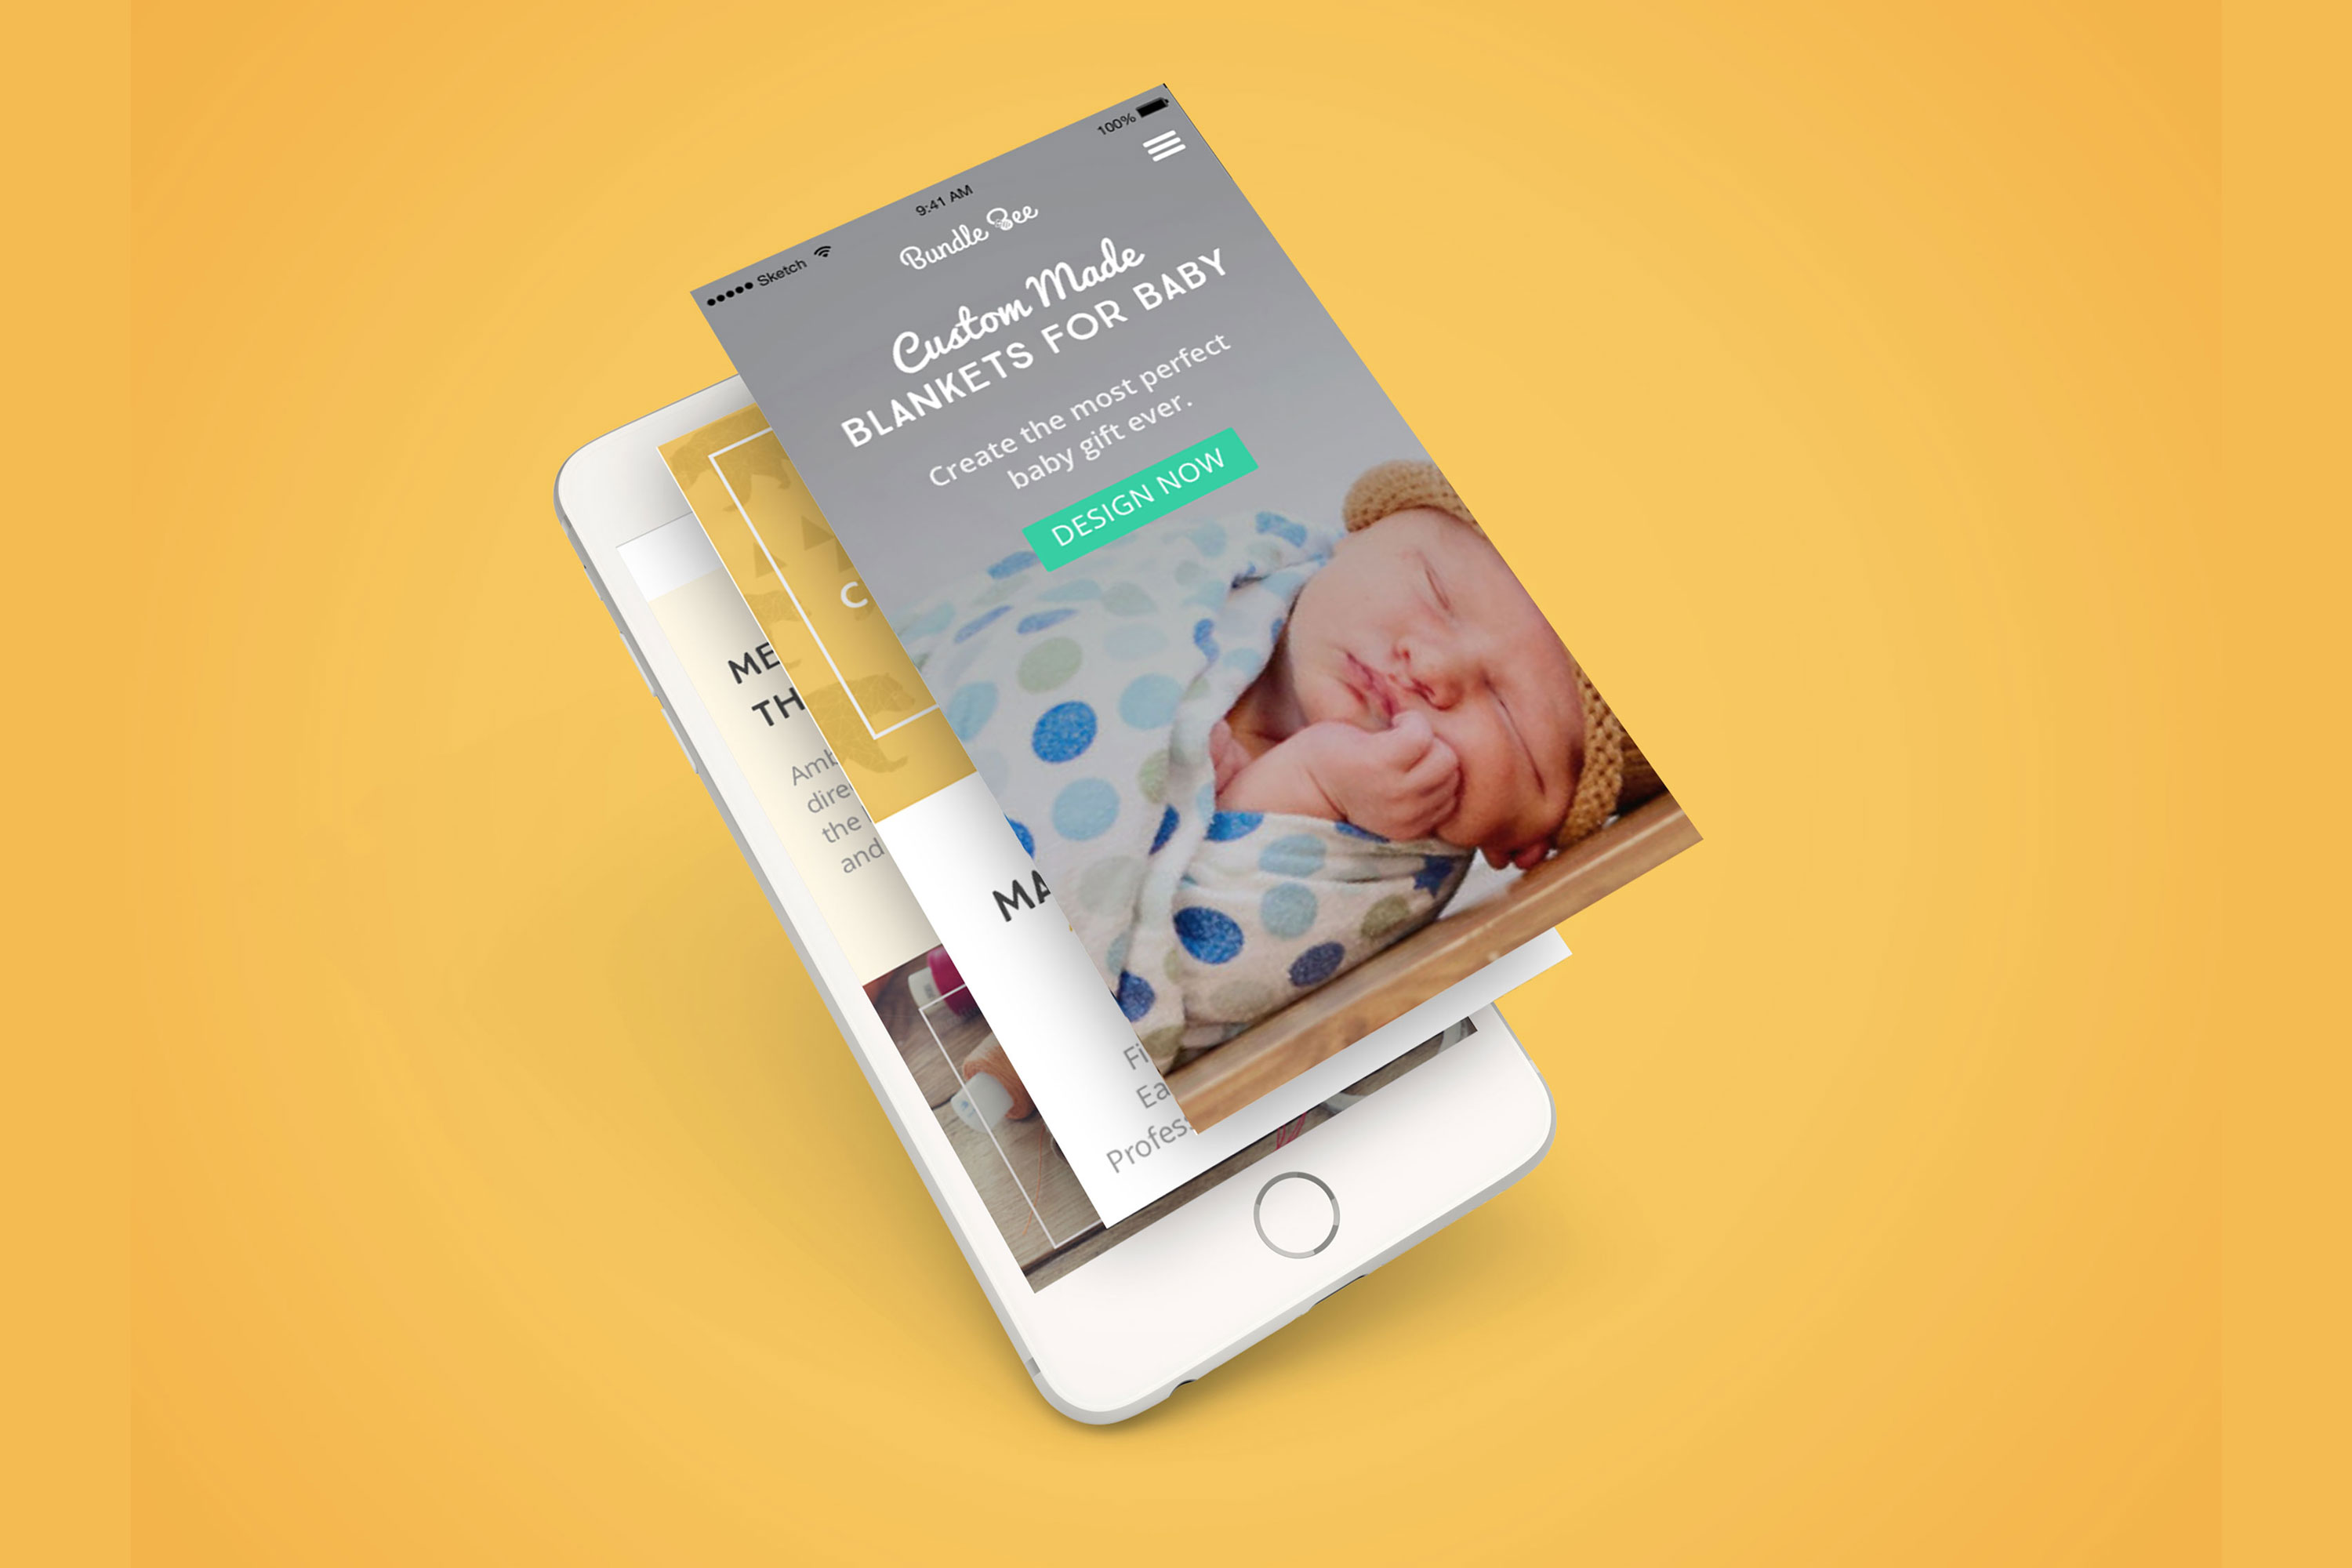 Sketch
9:41 AM
100%
Bundle Bee
Custom Made
BLANKETS FOR BABY
Create the most perfect
baby gift ever.
DESIGN NOW
C
MA
Fi
Ea
Profes
ME
TH
Amb
dire
the
and